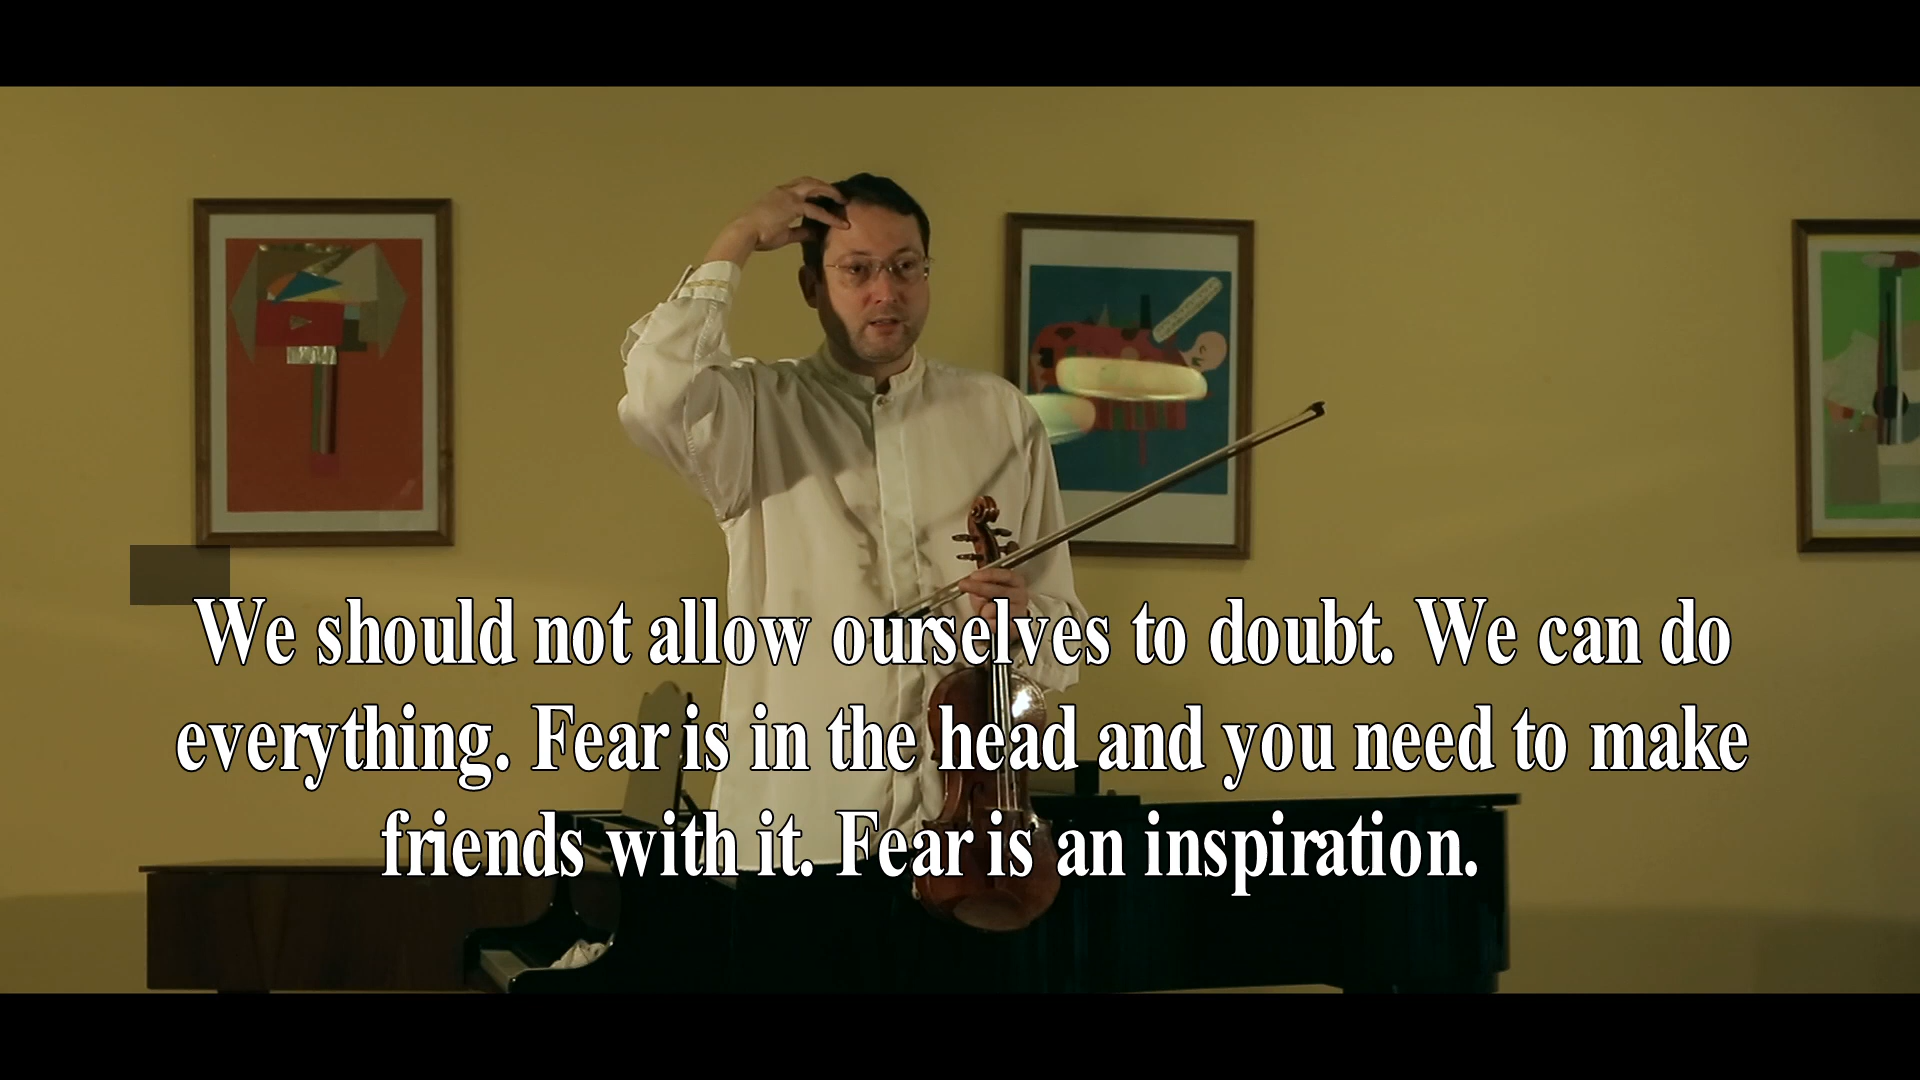 We should not allow ourselves to doubt. We can do
everything. Fear is in the head and you need to make
friends with it. Fear is an inspiration.